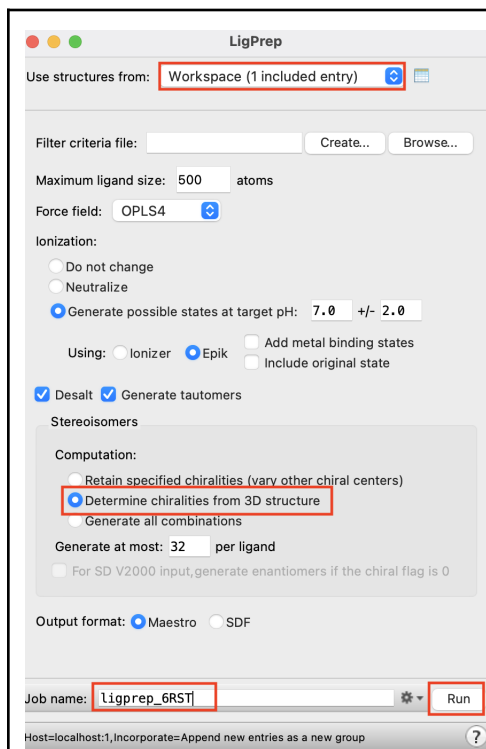 LigPrep
Use structures from: Workspace (1 included entry)
Filter criteria file: Create... Browse...
Maximum ligand size: 500 atoms
Force field: OPLS4
Ionization:
Do not change
Neutralize
Generate possible states at target pH: 7.0 +/- 2.0
Using: Ionizer Epik Add metal binding states
Include original state
Desalt Generate tautomers
Stereoisomers
Computation:
Retain specified chiralities (vary other chiral centers)
Determine chiralities from 3D structure
Generate all combinations
Generate at most: 32 per ligand
For SD V2000 input,generate enantiomers if the chiral flag is 0
Output format: Maestro SDF
Job name: ligprep_6RST Run
Host=localhost:1,Incorporate=Append new entries as a new group ?